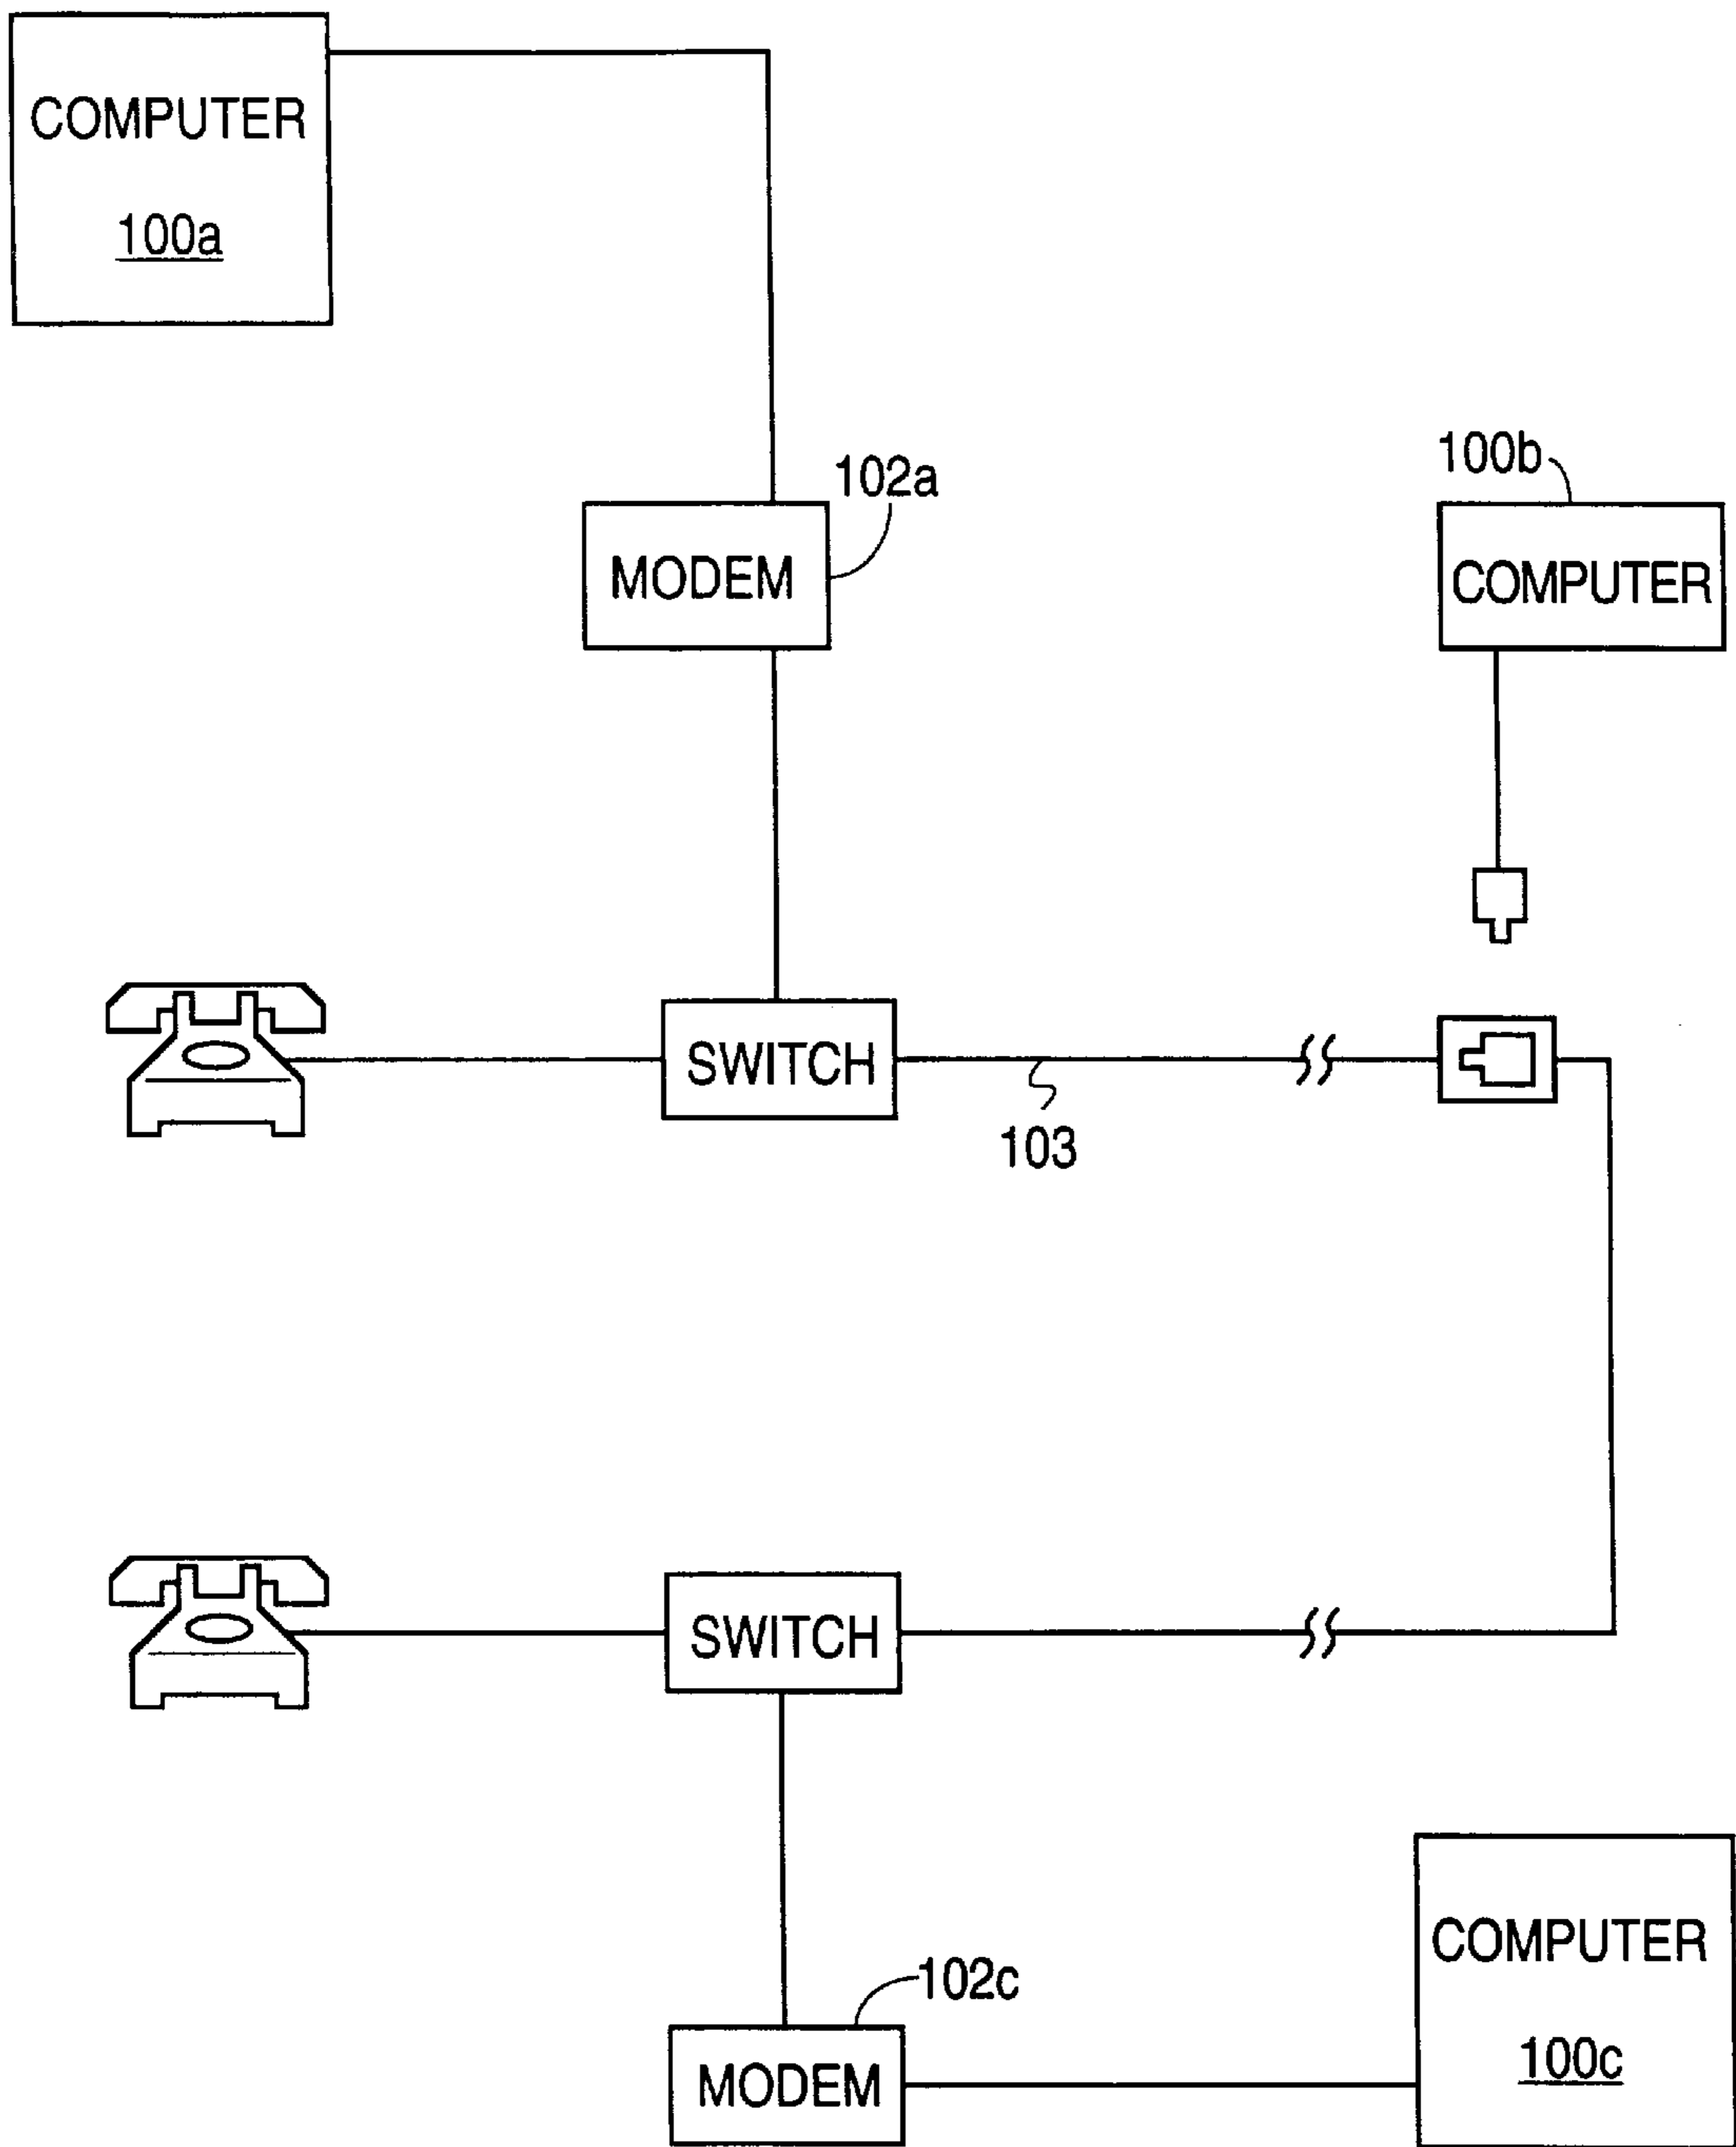 COMPUTER
100a
102a
MODEM
100b
COMPUTER
SWITCH
103
SWITCH
102c
MODEM
COMPUTER
100c